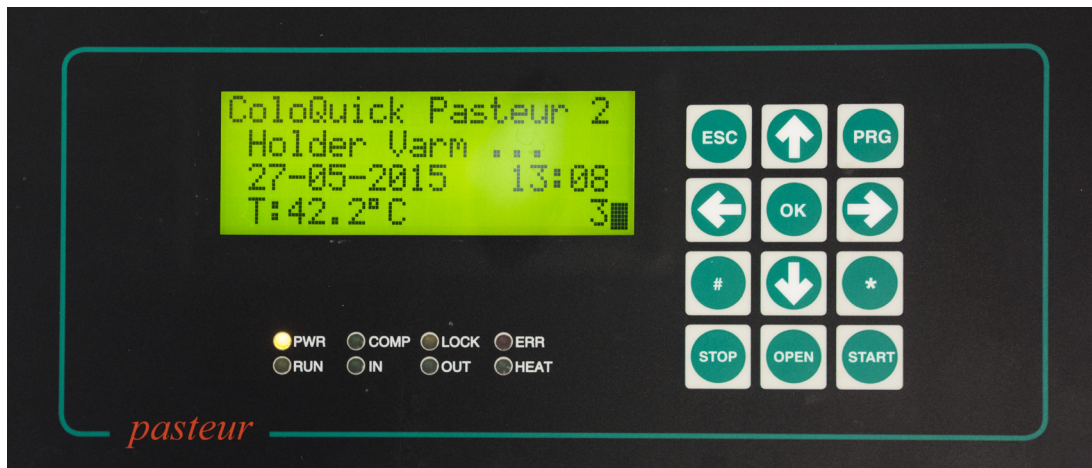 ColoQuick Pasteur 2
Holder Varm ...
27-05-2015 13:08
T:42.2°C 3
ESC PRG
OK
# *
STOP OPEN START
PWR COMP LOCK ERR
RUN IN OUT HEAT
pasteur